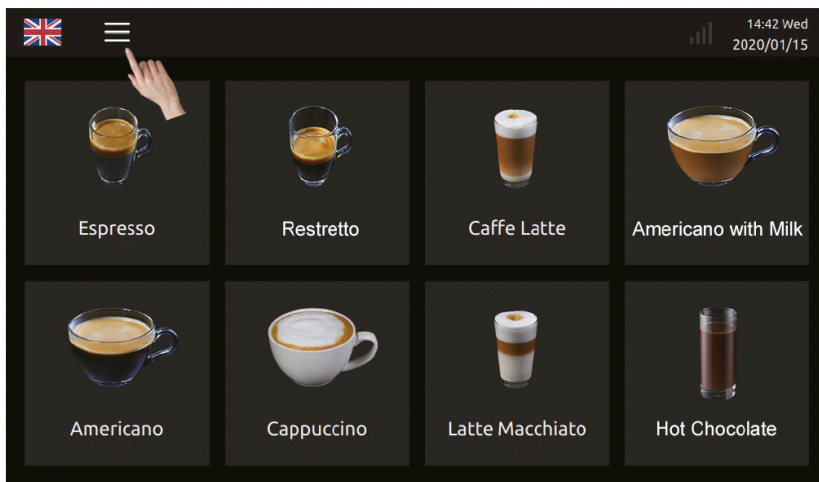 14:42 Wed
2020/01/15
Espresso
Restretto
Caffe Latte
Americano with Milk
Americano
Cappuccino
Latte Macchiato
Hot Chocolate